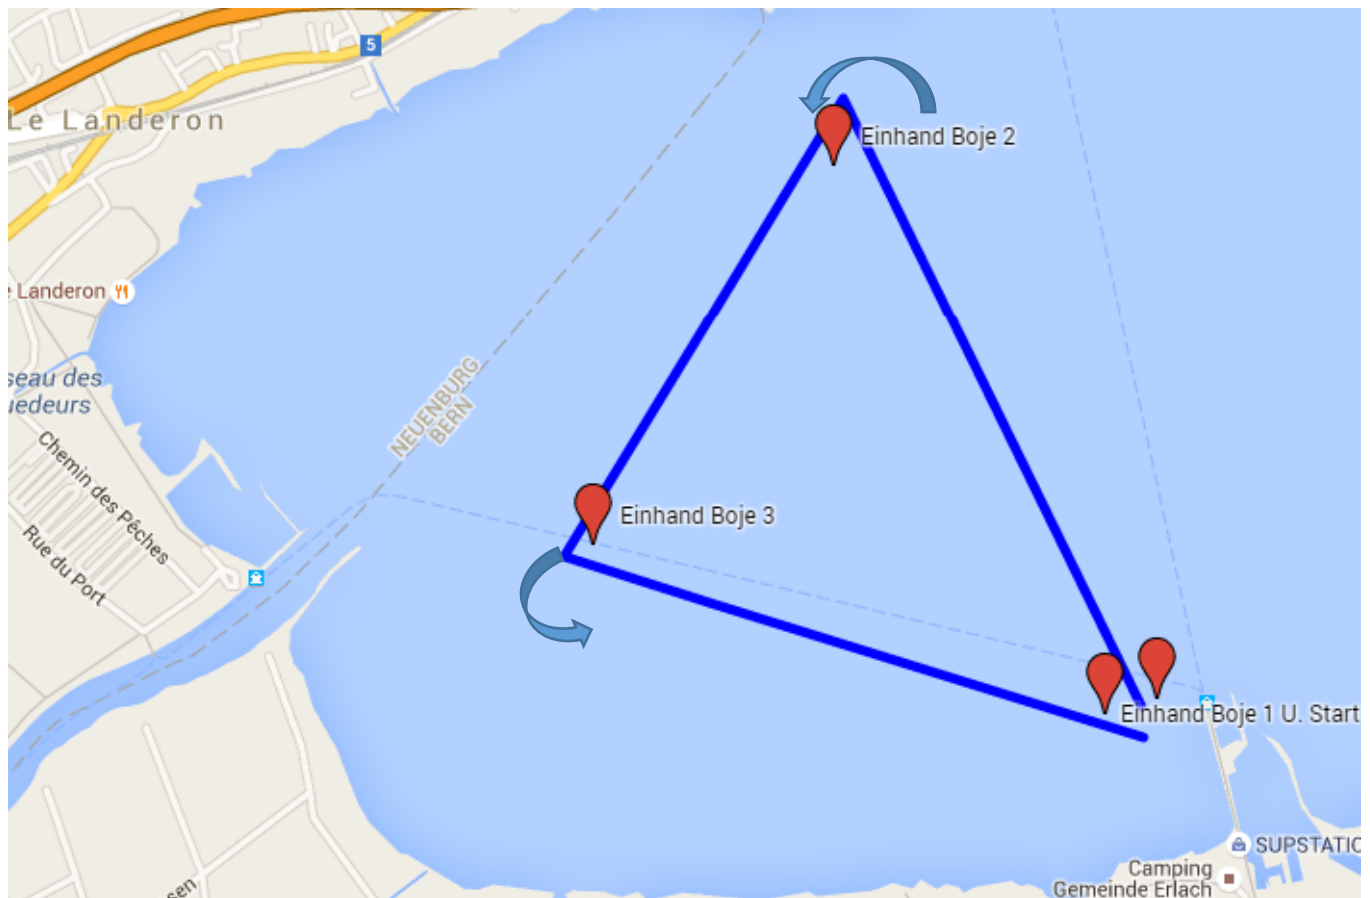 5
Le Landeron
Einhand Boje 2
Landeron
seau des
NEUENBURG
BERN
Chemin des Pêches
Rue du Port
Einhand Boje 3
Einhand Boje 1 U. Start
SUPSTATIO
Camping
Gemeinde Erlach
sen